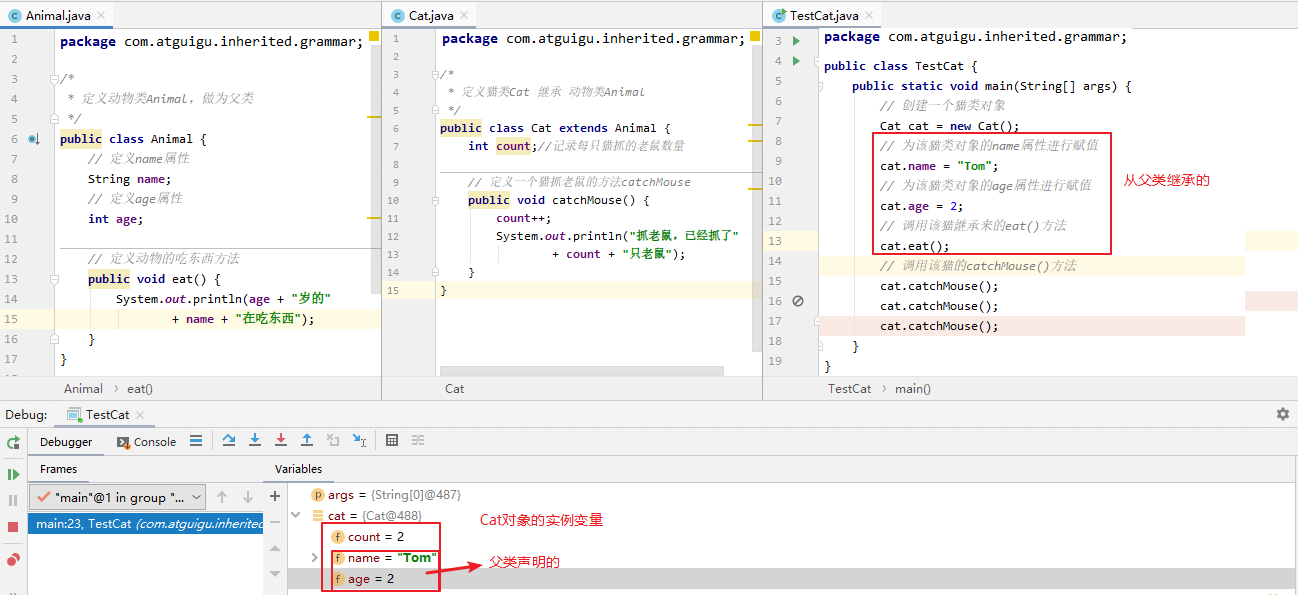 Animal.java
Cat.java
TestCat.java
1 package com.atguigu.inherited.grammar;
2
3 /*
4 * 定义动物类Animal，做为父类
5 */
6 public class Animal {
7 // 定义name属性
8 String name;
9 // 定义age属性
10 int age;
11
12 // 定义动物的吃东西方法
13 public void eat() {
14 System.out.println(age + "岁的"
15 + name + "在吃东西");
16 }
17 }
Animal > eat()
1 package com.atguigu.inherited.grammar;
2
3 /*
4 * 定义猫类Cat 继承 动物类Animal
5 */
6 public class Cat extends Animal {
7 int count;//记录每只猫抓的老鼠数量
8
9 // 定义一个猫抓老鼠的方法catchMouse
10 public void catchMouse() {
11 count++;
12 System.out.println("抓老鼠，已经抓了"
13 + count + "只老鼠");
14 }
15 }
Cat
3 package com.atguigu.inherited.grammar;
4 public class TestCat {
5 public static void main(String[] args) {
6 // 创建一个猫类对象
7 Cat cat = new Cat();
8 // 为该猫类对象的name属性进行赋值
9 cat.name = "Tom";
10 // 为该猫类对象的age属性进行赋值
11 cat.age = 2;
12 // 调用该猫继承来的eat()方法
13 cat.eat();
14 // 调用该猫的catchMouse()方法
15 cat.catchMouse();
16 cat.catchMouse();
17 cat.catchMouse();
18 }
19 }
从父类继承的
TestCat > main()
Debug: TestCat
Debugger Console
Frames Variables
"main"@1 in group "...
main:23, TestCat (com.atguigu.inherited
args = {String[0]@487}
cat = {Cat@488}
count = 2
name = "Tom"
age = 2
Cat对象的实例变量
父类声明的